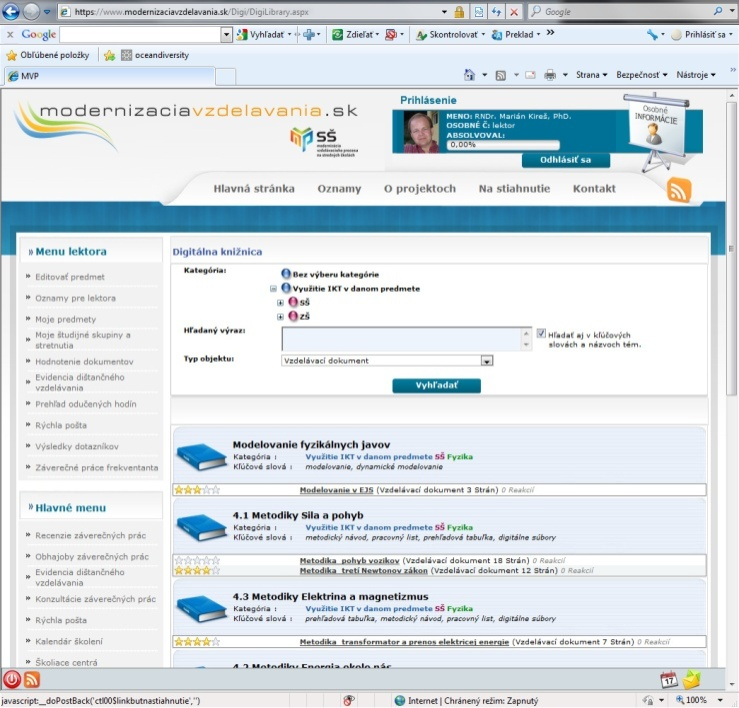 https://www.modernizaciavzdelavania.sk/Digi/DigiLibrary.aspx
Google
x Google Vyhľadať Zdieľať Skontrolovať Preklad » Prihlásiť sa
Obľúbené položky oceandiversity
MVP Strana Bezpečnosť Nástroje »
modernizaciavzdelavania.sk
SŠ
modernizácia
vzdelávacieho procesu
na stredných školách
Prihlásenie
MENO: RNDr. Marián Kireš, PhD.
OSOBNÉ Č: lektor
ABSOLVOVAL:
0,00%
Odhlásiť sa
Osobné
INFORMÁCIE
Hlavná stránka Oznamy O projektoch Na stiahnutie Kontakt
» Menu lektora
» Editovať predmet
» Oznamy pre lektora
» Moje predmety
» Moje študijné skupiny a
stretnutia
» Hodnotenie dokumentov
» Evidencia dištančného
vzdelávania
» Prehľad odučených hodín
» Rýchla pošta
» Výsledky dotazníkov
» Záverečné práce frekventanta
» Hlavné menu
» Recenzie záverečných prác
» Obhajoby záverečných prác
» Evidencia dištančného
vzdelávania
» Konzultácie záverečných prác
» Rýchla pošta
» Kalendár školení
» Školiace centrá
Digitálna knižnica
Kategória:
Bez výberu kategórie
Využitie IKT v danom predmete
SŠ
ZŠ
Hľadaný výraz:
Hľadať aj v kľúčových
slovách a názvoch tém.
Typ objektu: Vzdelávací dokument
Vyhľadať
Modelovanie fyzikálnych javov
Kategória : Využitie IKT v danom predmete SŠ Fyzika
Kľúčové slová : modelovanie, dynamické modelovanie
Modelovanie v EJS (Vzdelávací dokument 3 Strán) 0 Reakcií
4.1 Metodiky Sila a pohyb
Kategória : Využitie IKT v danom predmete SŠ Fyzika
Kľúčové slová : metodický návod, pracovný list, prehľadová tabuľka, digitálne súbory
Metodika_pohyb vozikov (Vzdelávací dokument 18 Strán) 0 Reakcií
Metodika_treti Newtonov zákon (Vzdelávací dokument 12 Strán) 0 Reakcií
4.3 Metodiky Elektrina a magnetizmus
Kategória : Využitie IKT v danom predmete SŠ Fyzika
Kľúčové slová : prehľadová tabuľka, metodický návod, pracovný list, digitálne súbory
Metodika_transformator a prenos elektricej energie (Vzdelávací dokument 7 Strán) 0 Reakcií
4.2 Metodiky Energia okolo nás
17
javascript:__doPostBack('ctl00$linkbutnastiahnutie','') Internet | Chránený režim: Zapnutý 100%